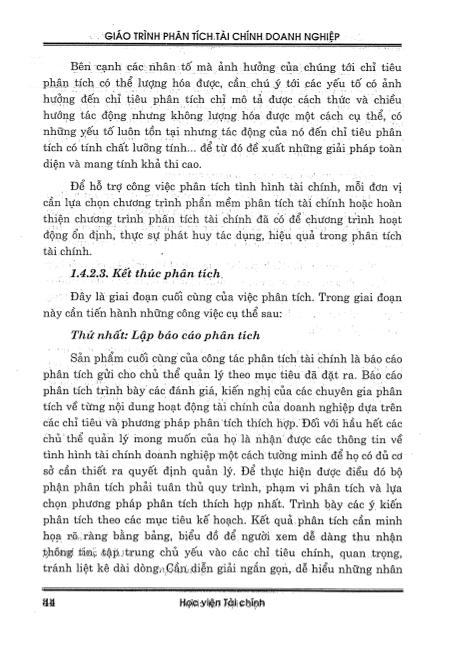 GIÁO TRÌNH PHÂN TÍCH TÀI CHÍNH DOANH NGHIỆP
Bên cạnh các nhân tố mà ảnh hưởng của chúng tới chỉ tiêu
phân tích có thể lượng hóa được, cần chú ý tới các yếu tố có ảnh
hưởng đến chỉ tiêu phân tích chỉ mô tả được cách thức và chiều
hướng tác động nhưng không lượng hóa được một cách cụ thể, có
những yếu tố luôn tồn tại nhưng tác động của nó đến chỉ tiêu phân
tích có tính chất lưỡng tính... để từ đó đề xuất những giải pháp toàn
diện và mang tính khả thi cao.
Để hỗ trợ công việc phân tích tình hình tài chính, mỗi đơn vị
cần lựa chọn chương trình phần mềm phân tích tài chính hoặc hoàn
thiện chương trình phân tích tài chính đã có để chương trình hoạt
động ổn định, thực sự phát huy tác dụng, hiệu quả trong phân tích
tài chính.
1.4.2.3. Kết thúc phân tích
Đây là giai đoạn cuối cùng của việc phân tích. Trong giai đoạn
này cần tiến hành những công việc cụ thể sau:
Thứ nhất: Lập báo cáo phân tích
Sản phẩm cuối cùng của công tác phân tích tài chính là báo cáo
phân tích gửi cho chủ thể quản lý theo mục tiêu đã đặt ra. Báo cáo
phân tích trình bày các đánh giá, kiến nghị của các chuyên gia phân
tích về từng nội dung hoạt động tài chính của doanh nghiệp dựa trên
các chỉ tiêu và phương pháp phân tích thích hợp. Đối với hầu hết các
chủ thể quản lý mong muốn của họ là nhận được các thông tin về
tình hình tài chính doanh nghiệp một cách tường minh để họ có đủ cơ
sở cần thiết ra quyết định quản lý. Để thực hiện được điều đó bộ
phận phân tích phải tuân thủ quy trình, phạm vi phân tích và lựa
chọn phương pháp phân tích thích hợp nhất. Trình bày các ý kiến
phân tích theo các mục tiêu kế hoạch. Kết quả phân tích cần minh
họa rõ ràng bằng bảng, biểu đồ để người xem dễ dàng thu nhận
thông tin, tập trung chủ yếu vào các chỉ tiêu chính, quan trọng,
tránh liệt kê dài dòng. Cần diễn giải ngắn gọn, dễ hiểu những nhân
44
Học viện Tài chính